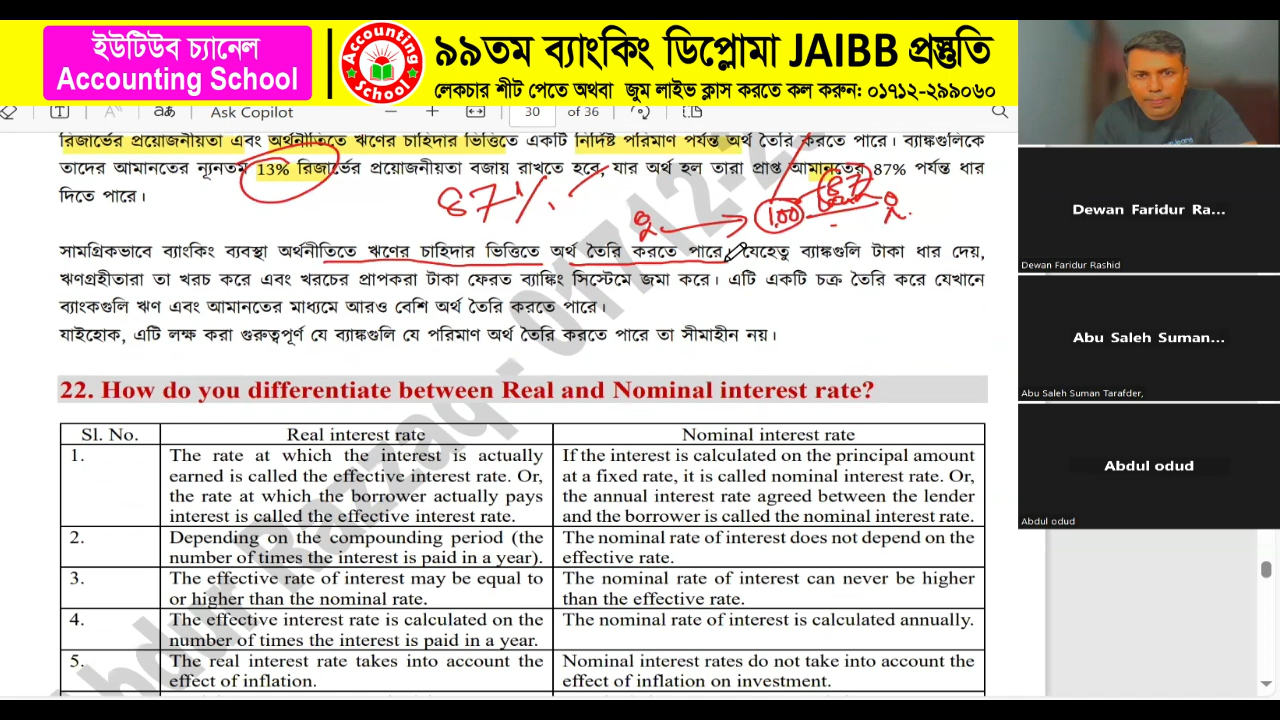 ইউটিউব চ্যানেল
Accounting School
Accounting
School
৯৯তম ব্যাংকিং ডিপ্লোমা JAIBB প্রস্তুতি
লেকচার শীট পেতে অথবা জুম লাইভ ক্লাস করতে কল করুন: ০১৭১২-২৯৯০৬০
Ask Copilot
30 of 36
রিজার্ভের প্রয়োজনীয়তা এবং অর্থনীতিতে ঋণের চাহিদার ভিত্তিতে একটি নির্দিষ্ট পরিমাণ পর্যন্ত অর্থ তৈরি করতে পারে। ব্যাঙ্কগুলিকে
তাদের আমানতের ন্যূনতম 13% রিজার্ভের প্রয়োজনীয়তা বজায় রাখতে হবে, যার অর্থ হল তারা প্রাপ্ত আমানতের 87% পর্যন্ত ধার
দিতে পারে।
87%
100
87
সামগ্রিকভাবে ব্যাংকিং ব্যবস্থা অর্থনীতিতে ঋণের চাহিদার ভিত্তিতে অর্থ তৈরি করতে পারে। যেহেতু ব্যাঙ্কগুলি টাকা ধার দেয়,
ঋণগ্রহীতারা তা খরচ করে এবং খরচের প্রাপকরা টাকা ফেরত ব্যাঙ্কিং সিস্টেমে জমা করে। এটি একটি চক্র তৈরি করে যেখানে
ব্যাংকগুলি ঋণ এবং আমানতের মাধ্যমে আরও বেশি অর্থ তৈরি করতে পারে।
যাইহোক, এটি লক্ষ করা গুরুত্বপূর্ণ যে ব্যাঙ্কগুলি যে পরিমাণ অর্থ তৈরি করতে পারে তা সীমাহীন নয়।
22. How do you differentiate between Real and Nominal interest rate?
Sl. No. Real interest rate Nominal interest rate
1. The rate at which the interest is actually
earned is called the effective interest rate. Or,
the rate at which the borrower actually pays
interest is called the effective interest rate.
If the interest is calculated on the principal amount
at a fixed rate, it is called nominal interest rate. Or,
the annual interest rate agreed between the lender
and the borrower is called the nominal interest rate.
2. Depending on the compounding period (the
number of times the interest is paid in a year).
The nominal rate of interest does not depend on the
effective rate.
3. The effective rate of interest may be equal to
or higher than the nominal rate.
The nominal rate of interest can never be higher
than the effective rate.
4. The effective interest rate is calculated on the
number of times the interest is paid in a year.
The nominal rate of interest is calculated annually.
5. The real interest rate takes into account the
effect of inflation.
Nominal interest rates do not take into account the
effect of inflation on investment.
Dewan Faridur Ra...
Dewan Faridur Rashid
Abu Saleh Suman...
Abu Saleh Suman Tarafder,
Abdul odud
Abdul odud